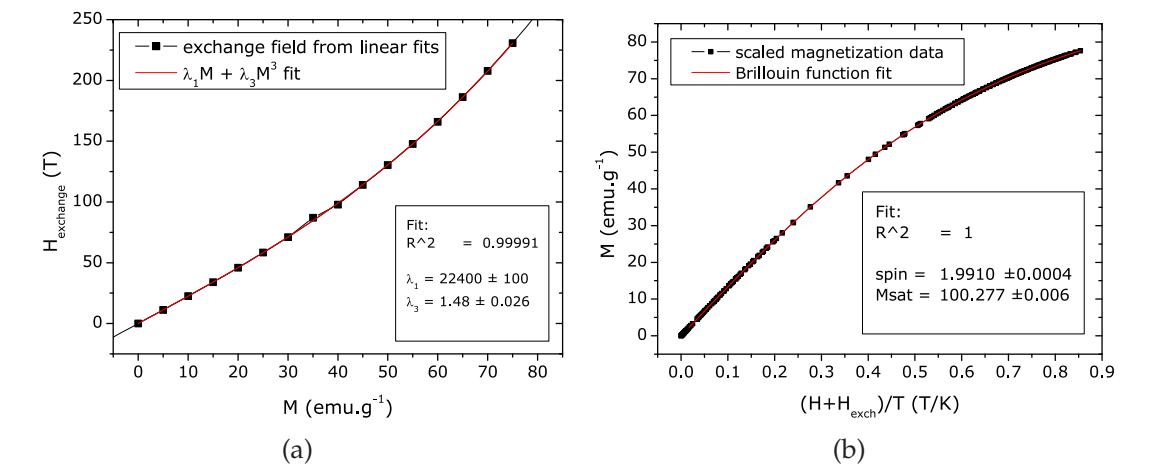 (a)
250
200
150
100
50
0
H_exchange (T)
0 10 20 30 40 50 60 70 80
M (emu.g⁻¹)
exchange field from linear fits
λ₁M + λ₃M³ fit
Fit:
R^2 = 0.99991
λ₁ = 22400 ± 100
λ₃ = 1.48 ± 0.026
(a)
(b)
80
70
60
50
40
30
20
10
0
M (emu.g⁻¹)
0.0 0.1 0.2 0.3 0.4 0.5 0.6 0.7 0.8 0.9
(H+H_exch)/T (T/K)
scaled magnetization data
Brillouin function fit
Fit:
R^2 = 1
spin = 1.9910 ±0.0004
Msat = 100.277 ±0.006
(b)